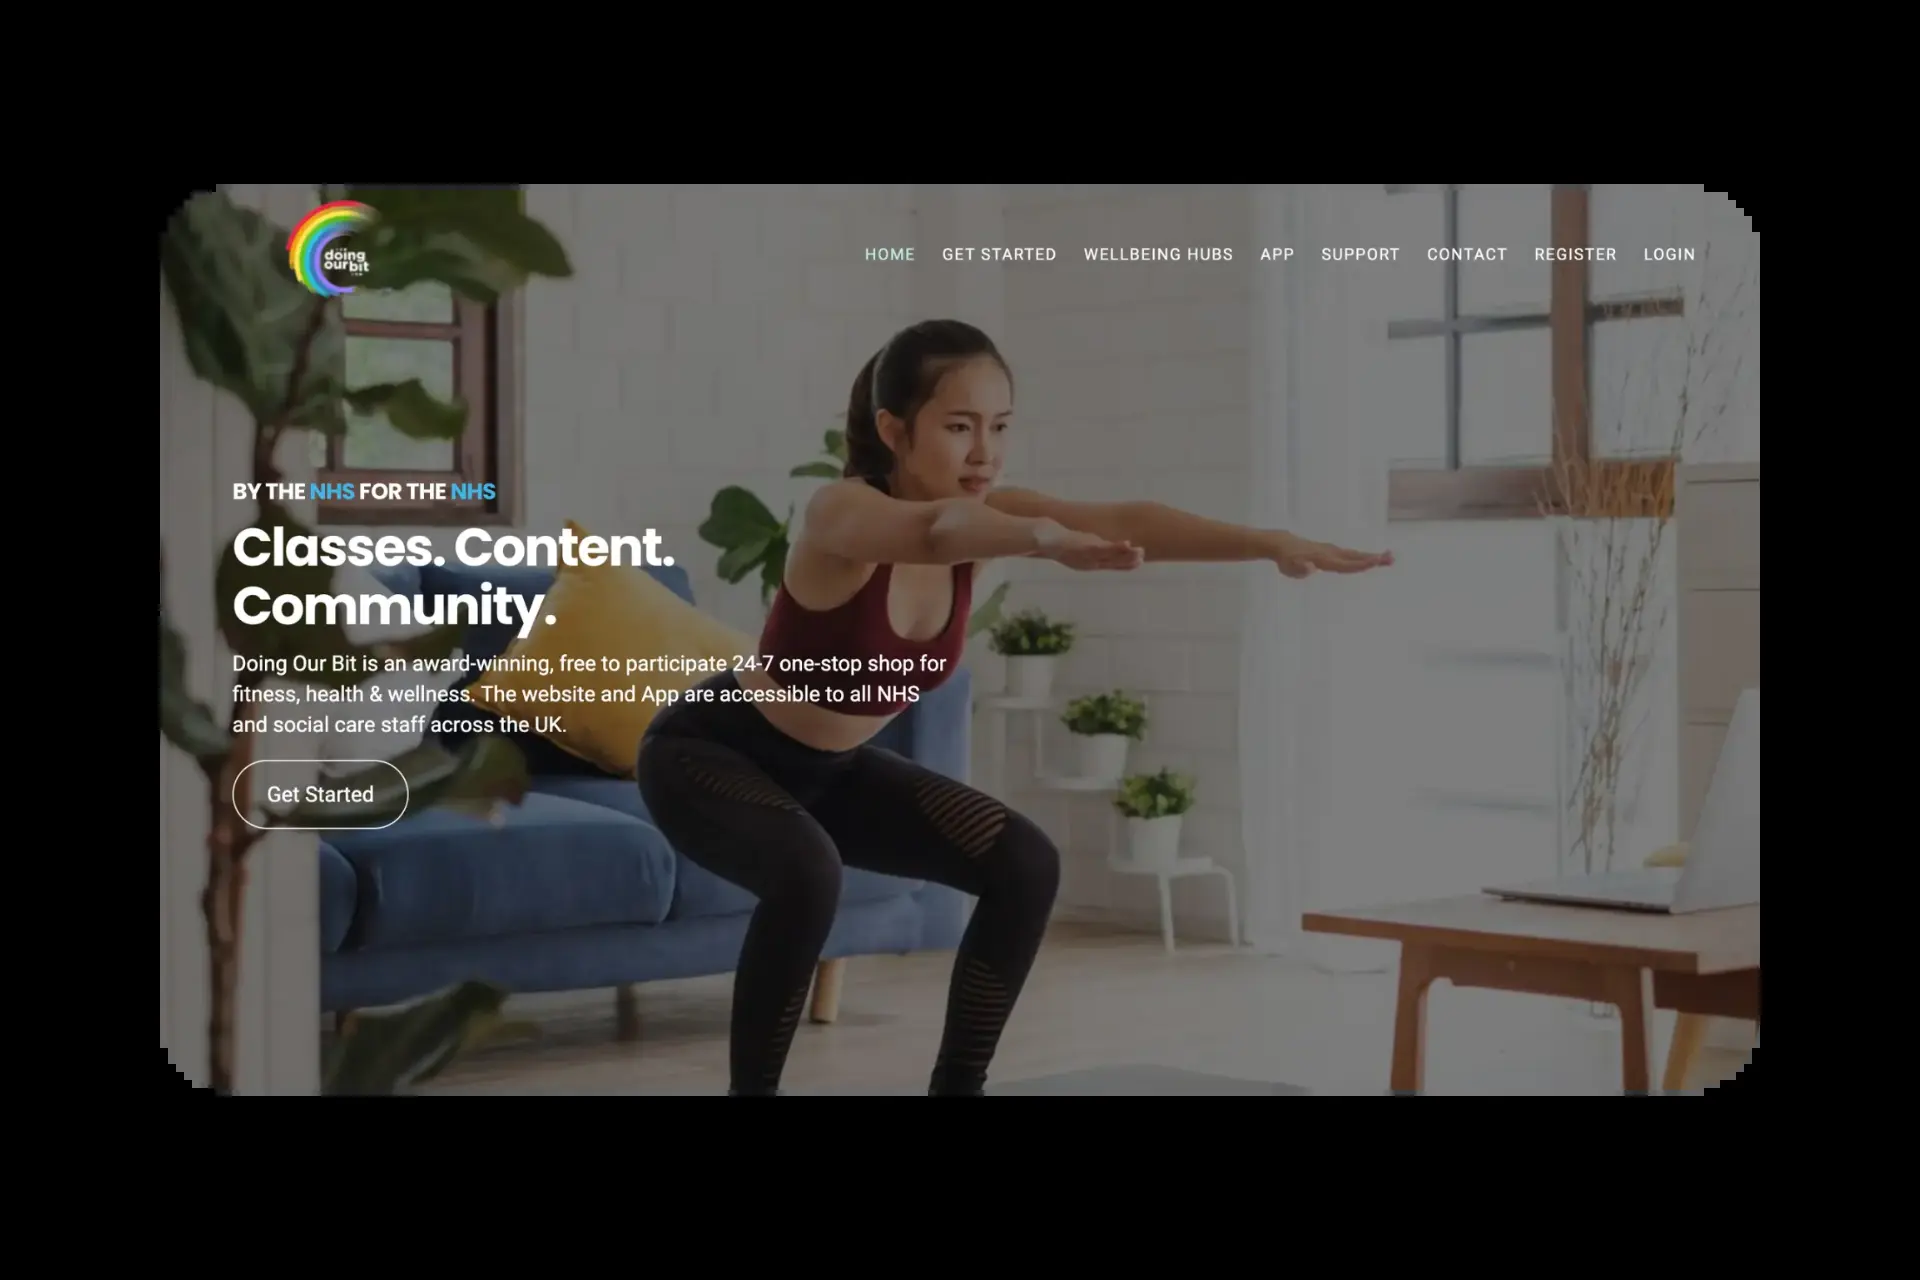 doing
our bit
HOME GET STARTED WELLBEING HUBS APP SUPPORT CONTACT REGISTER LOGIN
BY THE NHS FOR THE NHS
Classes. Content.
Community.
Doing Our Bit is an award-winning, free to participate 24-7 one-stop shop for
fitness, health & wellness. The website and App are accessible to all NHS
and social care staff across the UK.
Get Started